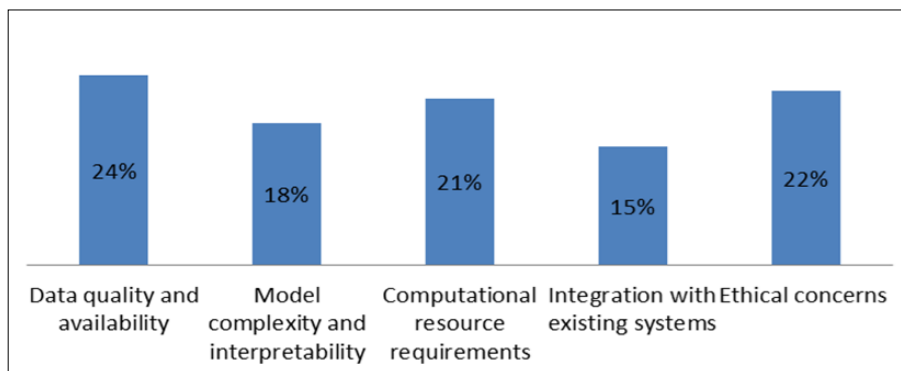 24%
18%
21%
15%
22%
Data quality and
availability
Model
complexity and
interpretability
Computational
resource
requirements
Integration with
existing systems
Ethical concerns